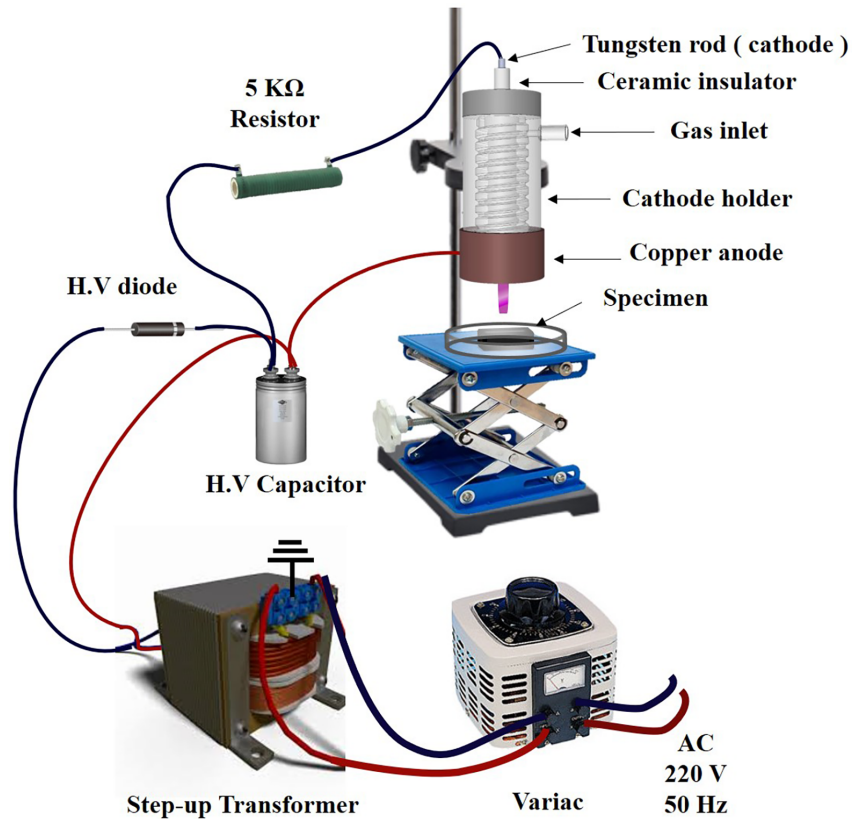 Tungsten rod ( cathode )
Ceramic insulator
5 KΩ
Resistor
Gas inlet
Cathode holder
Copper anode
H.V diode
Specimen
H.V Capacitor
Step-up Transformer
Variac
AC
220 V
50 Hz